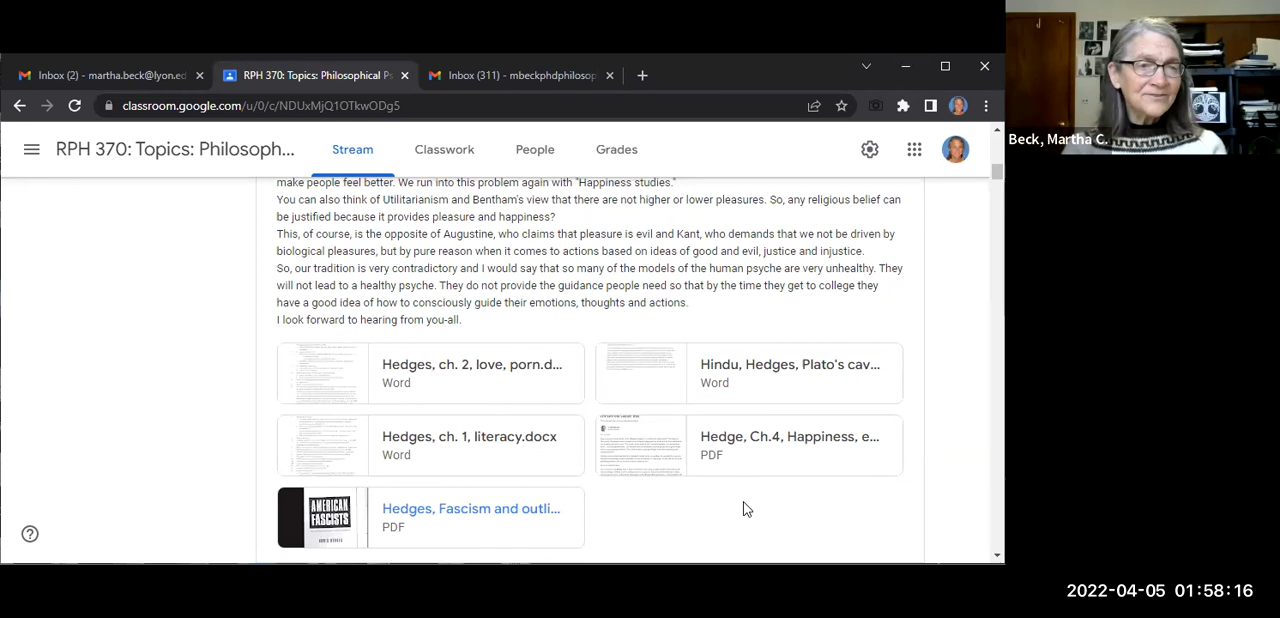 Inbox (2) - martha.beck@lyon.ed
RPH 370: Topics: Philosophical Pa
Inbox (311) - mbeckphdphilosop
classroom.google.com/u/0/c/NDUxMjQ1OTkwODg5
RPH 370: Topics: Philosoph...
Stream
Classwork
People
Grades
Beck, Martha C.
make people feel better. We run into this problem again with "Happiness studies."
You can also think of Utilitarianism and Bentham's view that there are not higher or lower pleasures. So, any religious belief can
be justified because it provides pleasure and happiness?
This, of course, is the opposite of Augustine, who claims that pleasure is evil and Kant, who demands that we not be driven by
biological pleasures, but by pure reason when it comes to actions based on ideas of good and evil, justice and injustice.
So, our tradition is very contradictory and I would say that so many of the models of the human psyche are very unhealthy. They
will not lead to a healthy psyche. They do not provide the guidance people need so that by the time they get to college they
have a good idea of how to consciously guide their emotions, thoughts and actions.
I look forward to hearing from you-all.
Hedges, ch. 2 love, porn.d...
Word
Hindu, Hedges, Plato's cav...
Word
Hedges, ch. 1 literacy.docx
Word
Hedges, Ch.4, Happiness, e...
PDF
AMERICAN
FASCISTS
CHRIS HEDGES
Hedges, Fascism and outli...
PDF
2022-04-05 01:58:16